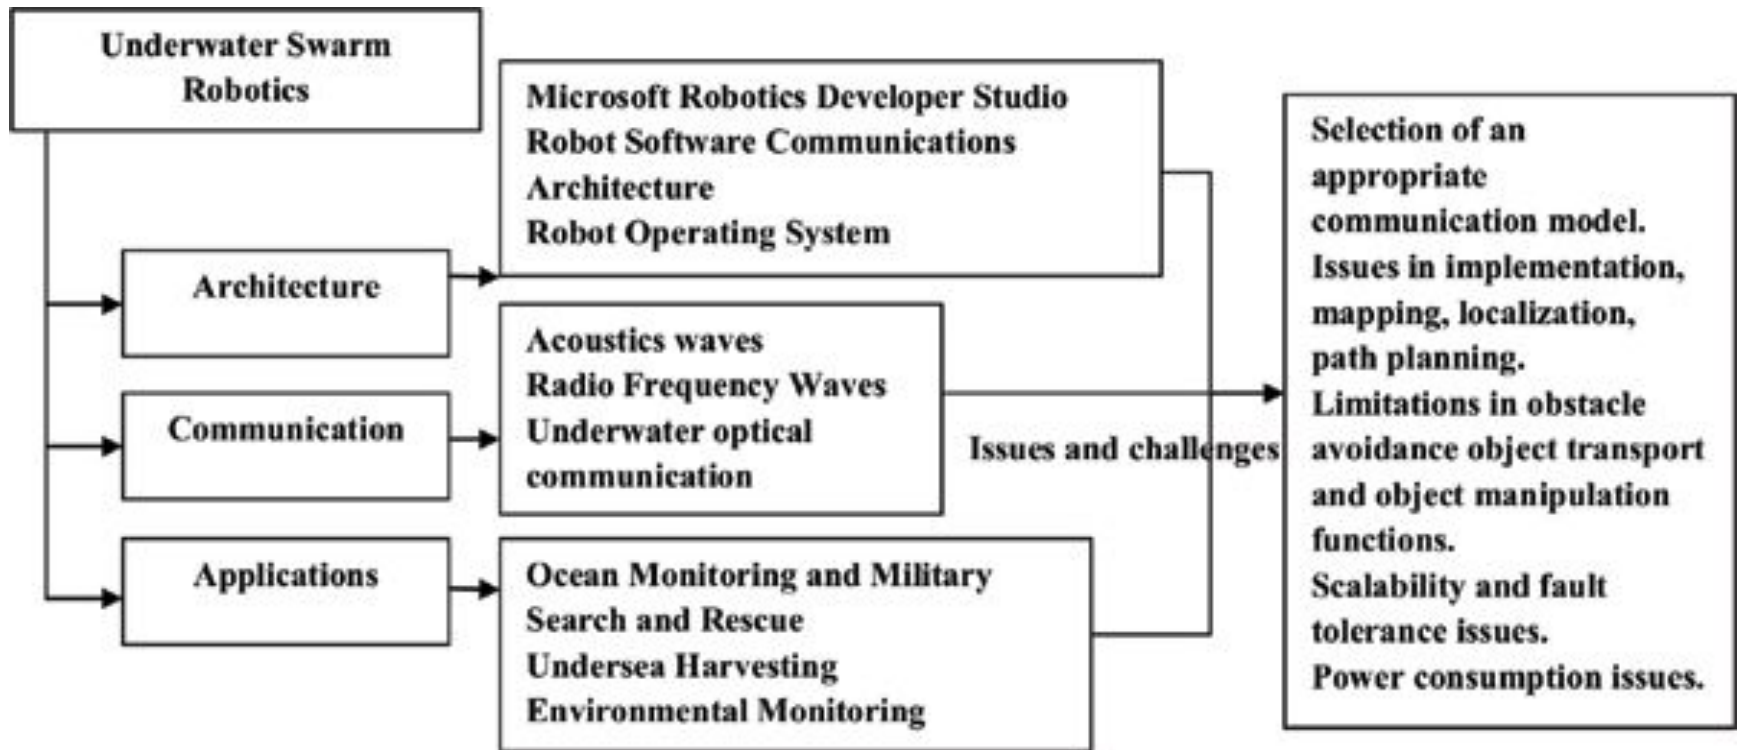 Underwater Swarm
Robotics
Architecture
Communication
Applications
Microsoft Robotics Developer Studio
Robot Software Communications
Architecture
Robot Operating System
Acoustics waves
Radio Frequency Waves
Underwater optical
communication
Ocean Monitoring and Military
Search and Rescue
Undersea Harvesting
Environmental Monitoring
Issues and challenges
Selection of an
appropriate
communication model.
Issues in implementation,
mapping, localization,
path planning.
Limitations in obstacle
avoidance object transport
and object manipulation
functions.
Scalability and fault
tolerance issues.
Power consumption issues.